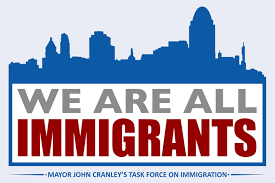 WE ARE ALL
IMMIGRANTS
MAYOR JOHN CRANLEY'S TASK FORCE ON IMMIGRATION